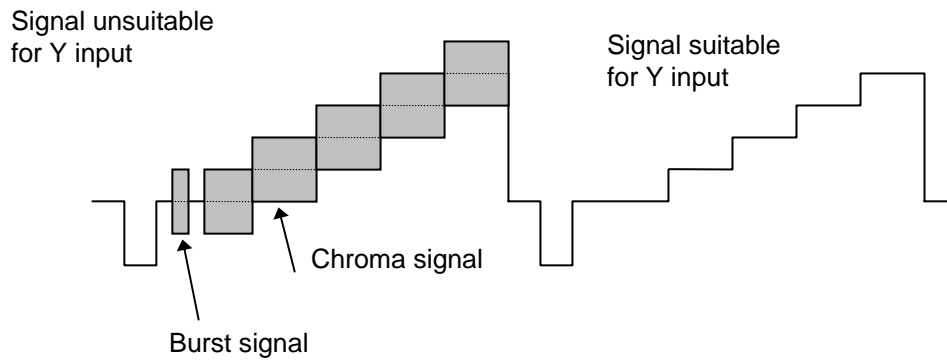 Signal unsuitable
for Y input
Signal suitable
for Y input
Chroma signal
Burst signal